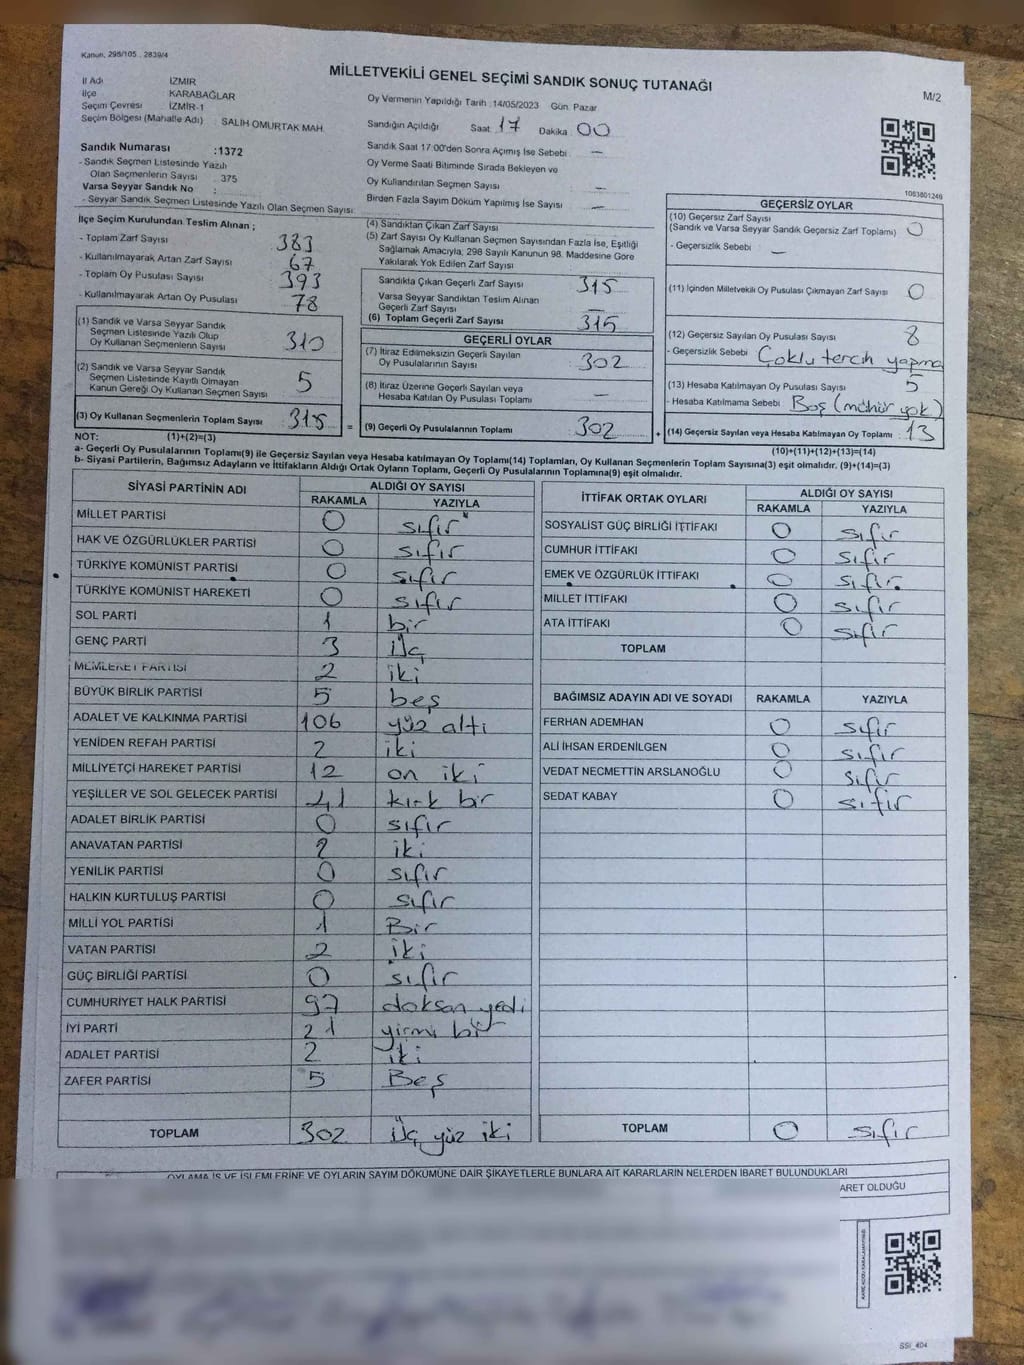 Kanun, 298/105 , 2839/4
MİLLETVEKİLİ GENEL SEÇİMİ SANDIK SONUÇ TUTANAĞI
M/2
İl Adı İZMİR
İlçe KARABAĞLAR
Seçim Çevresi İZMİR-1
Seçim Bölgesi (Mahalle Adı) : SALİH OMURTAK MAH.
Oy Vermenin Yapıldığı Tarih :14/05/2023 Gün: Pazar
Sandığın Açıldığı Saat : 17 Dakika : 00
Sandık Saat 17:00'den Sonra Açılmış İse Sebebi : —
Oy Verme Saati Bitiminde Sırada Bekleyen ve
Oy Kullandırılan Seçmen Sayısı : —
Birden Fazla Sayım Döküm Yapılmış İse Sayısı : —
Sandık Numarası :1372
- Sandık Seçmen Listesinde Yazılı
Olan Seçmenlerin Sayısı : 375
Varsa Seyyar Sandık No :
- Seyyar Sandık Seçmen Listesinde Yazılı Olan Seçmen Sayısı :
1063801246
İlçe Seçim Kurulundan Teslim Alınan ;
- Toplam Zarf Sayısı : 383
- Kullanılmayarak Artan Zarf Sayısı : 67
- Toplam Oy Pusulası Sayısı : 393
- Kullanılmayarak Artan Oy Pusulası : 78
(1) Sandık ve Varsa Seyyar Sandık
Seçmen Listesinde Yazılı Olup
Oy Kullanan Seçmenlerin Sayısı : 310
(2) Sandık ve Varsa Seyyar Sandık
Seçmen Listesinde Kayıtlı Olmayan
Kanun Gereği Oy Kullanan Seçmen Sayısı : 5
(3) Oy Kullanan Seçmenlerin Toplam Sayısı : 315 =
(4) Sandıktan Çıkan Zarf Sayısı :
(5) Zarf Sayısı Oy Kullanan Seçmen Sayısından Fazla İse, Eşitliği
Sağlamak Amacıyla, 298 Sayılı Kanunun 98. Maddesine Göre
Yakılarak Yok Edilen Zarf Sayısı :
Sandıkta Çıkan Geçerli Zarf Sayısı : 315
Varsa Seyyar Sandıktan Teslim Alınan
Geçerli Zarf Sayısı : —
(6) Toplam Geçerli Zarf Sayısı : 315
GEÇERLİ OYLAR
(7) İtiraz Edilmeksizin Geçerli Sayılan
Oy Pusulalarının Sayısı : 302
(8) İtiraz Üzerine Geçerli Sayılan veya
Hesaba Katılan Oy Pusulası Toplamı : —
(9) Geçerli Oy Pusulalarının Toplamı : 302 +
GEÇERSİZ OYLAR
(10) Geçersiz Zarf Sayısı
(Sandık ve Varsa Seyyar Sandık Geçersiz Zarf Toplamı) : 0
- Geçersizlik Sebebi : —
(11) İçinden Milletvekili Oy Pusulası Çıkmayan Zarf Sayısı : 0
(12) Geçersiz Sayılan Oy Pusulası Sayısı : 8
- Geçersizlik Sebebi : Çoklu tercih yapma
(13) Hesaba Katılmayan Oy Pusulası Sayısı : 5
- Hesaba Katılmama Sebebi : Boş (mühür yok)
(14) Geçersiz Sayılan veya Hesaba Katılmayan Oy Toplamı : 13
NOT: (1)+(2)=(3)
(10)+(11)+(12)+(13)=(14)
a- Geçerli Oy Pusulasının Toplamı(9) ile Geçersiz Sayılan veya Hesaba katılmayan Oy Toplamı(14) Toplamları, Oy Kullanan Seçmenlerin Toplam Sayısına(3) eşit olmalıdır. (9)+(14)=(3)
b- Siyasi Partilerin, Bağımsız Adayların ve İttifakların Aldığı Ortak Oyların Toplamı, Geçerli Oy Pusulalarının Toplamına(9) eşit olmalıdır.
SİYASİ PARTİNİN ADI ALDIĞI OY SAYISI
RAKAMLA YAZIYLA
MİLLET PARTİSİ 0 sıfır
HAK VE ÖZGÜRLÜKLER PARTİSİ 0 sıfır
TÜRKİYE KOMÜNİST PARTİSİ 0 sıfır
TÜRKİYE KOMÜNİST HAREKETİ 0 sıfır
SOL PARTİ 1 bir
GENÇ PARTİ 3 üç
MEMLEKET PARTİSİ 2 iki
BÜYÜK BİRLİK PARTİSİ 5 beş
ADALET VE KALKINMA PARTİSİ 106 yüz altı
YENİDEN REFAH PARTİSİ 2 iki
MİLLİYETÇİ HAREKET PARTİSİ 12 on iki
YEŞİLLER VE SOL GELECEK PARTİSİ 41 kırk bir
ADALET BİRLİK PARTİSİ 0 sıfır
ANAVATAN PARTİSİ 2 iki
YENİLİK PARTİSİ 0 sıfır
HALKIN KURTULUŞ PARTİSİ 0 sıfır
MİLLİ YOL PARTİSİ 1 Bir
VATAN PARTİSİ 2 iki
GÜÇ BİRLİĞİ PARTİSİ 0 sıfır
CUMHURİYET HALK PARTİSİ 97 doksan yedi
İYİ PARTİ 21 yirmi bir
ADALET PARTİSİ 2 iki
ZAFER PARTİSİ 5 Beş
TOPLAM 302 Üç yüz iki
İTTİFAK ORTAK OYLARI ALDIĞI OY SAYISI
RAKAMLA YAZIYLA
SOSYALİST GÜÇ BİRLİĞİ İTTİFAKI 0 sıfır
CUMHUR İTTİFAKI 0 sıfır
EMEK VE ÖZGÜRLÜK İTTİFAKI 0 sıfır
MİLLET İTTİFAKI 0 sıfır
ATA İTTİFAKI 0 sıfır
TOPLAM
BAĞIMSIZ ADAYIN ADI VE SOYADI RAKAMLA YAZIYLA
FERHAN ADEMHAN 0 sıfır
ALİ İHSAN ERDENİLGEN 0 sıfır
VEDAT NECMETTİN ARSLANOĞLU 0 sıfır
SEDAT KABAY 0 sıfır
TOPLAM 0 sıfır
OYLAMA İŞ VE İŞLEMLERİNE VE OYLARIN SAYIM DÖKÜMÜNE DAİR ŞİKAYETLERLE BUNLARA AİT KARARLARIN NELERDEN İBARET BULUNDUKLARI
ARET OLDUĞU
SSİ_404